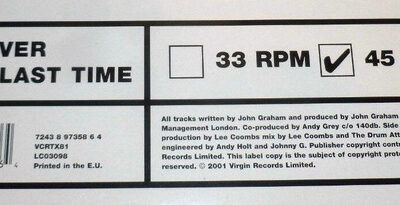 VER
LAST TIME
33 RPM
45
7243 8 97358 6 4
VCRTX81
LC03098
Printed in the E.U.
All tracks written by John Graham and produced by John Graham
Management London. Co-produced by Andy Grey c/o 140db. Side
production by Lee Coombs mix by Lee Coombs and The Drum Att
engineered by Andy Holt and Johnny G. Publisher copyright contr
Records Limited. This label copy is the subject of copyright prote
© 2001 Virgin Records Limited.